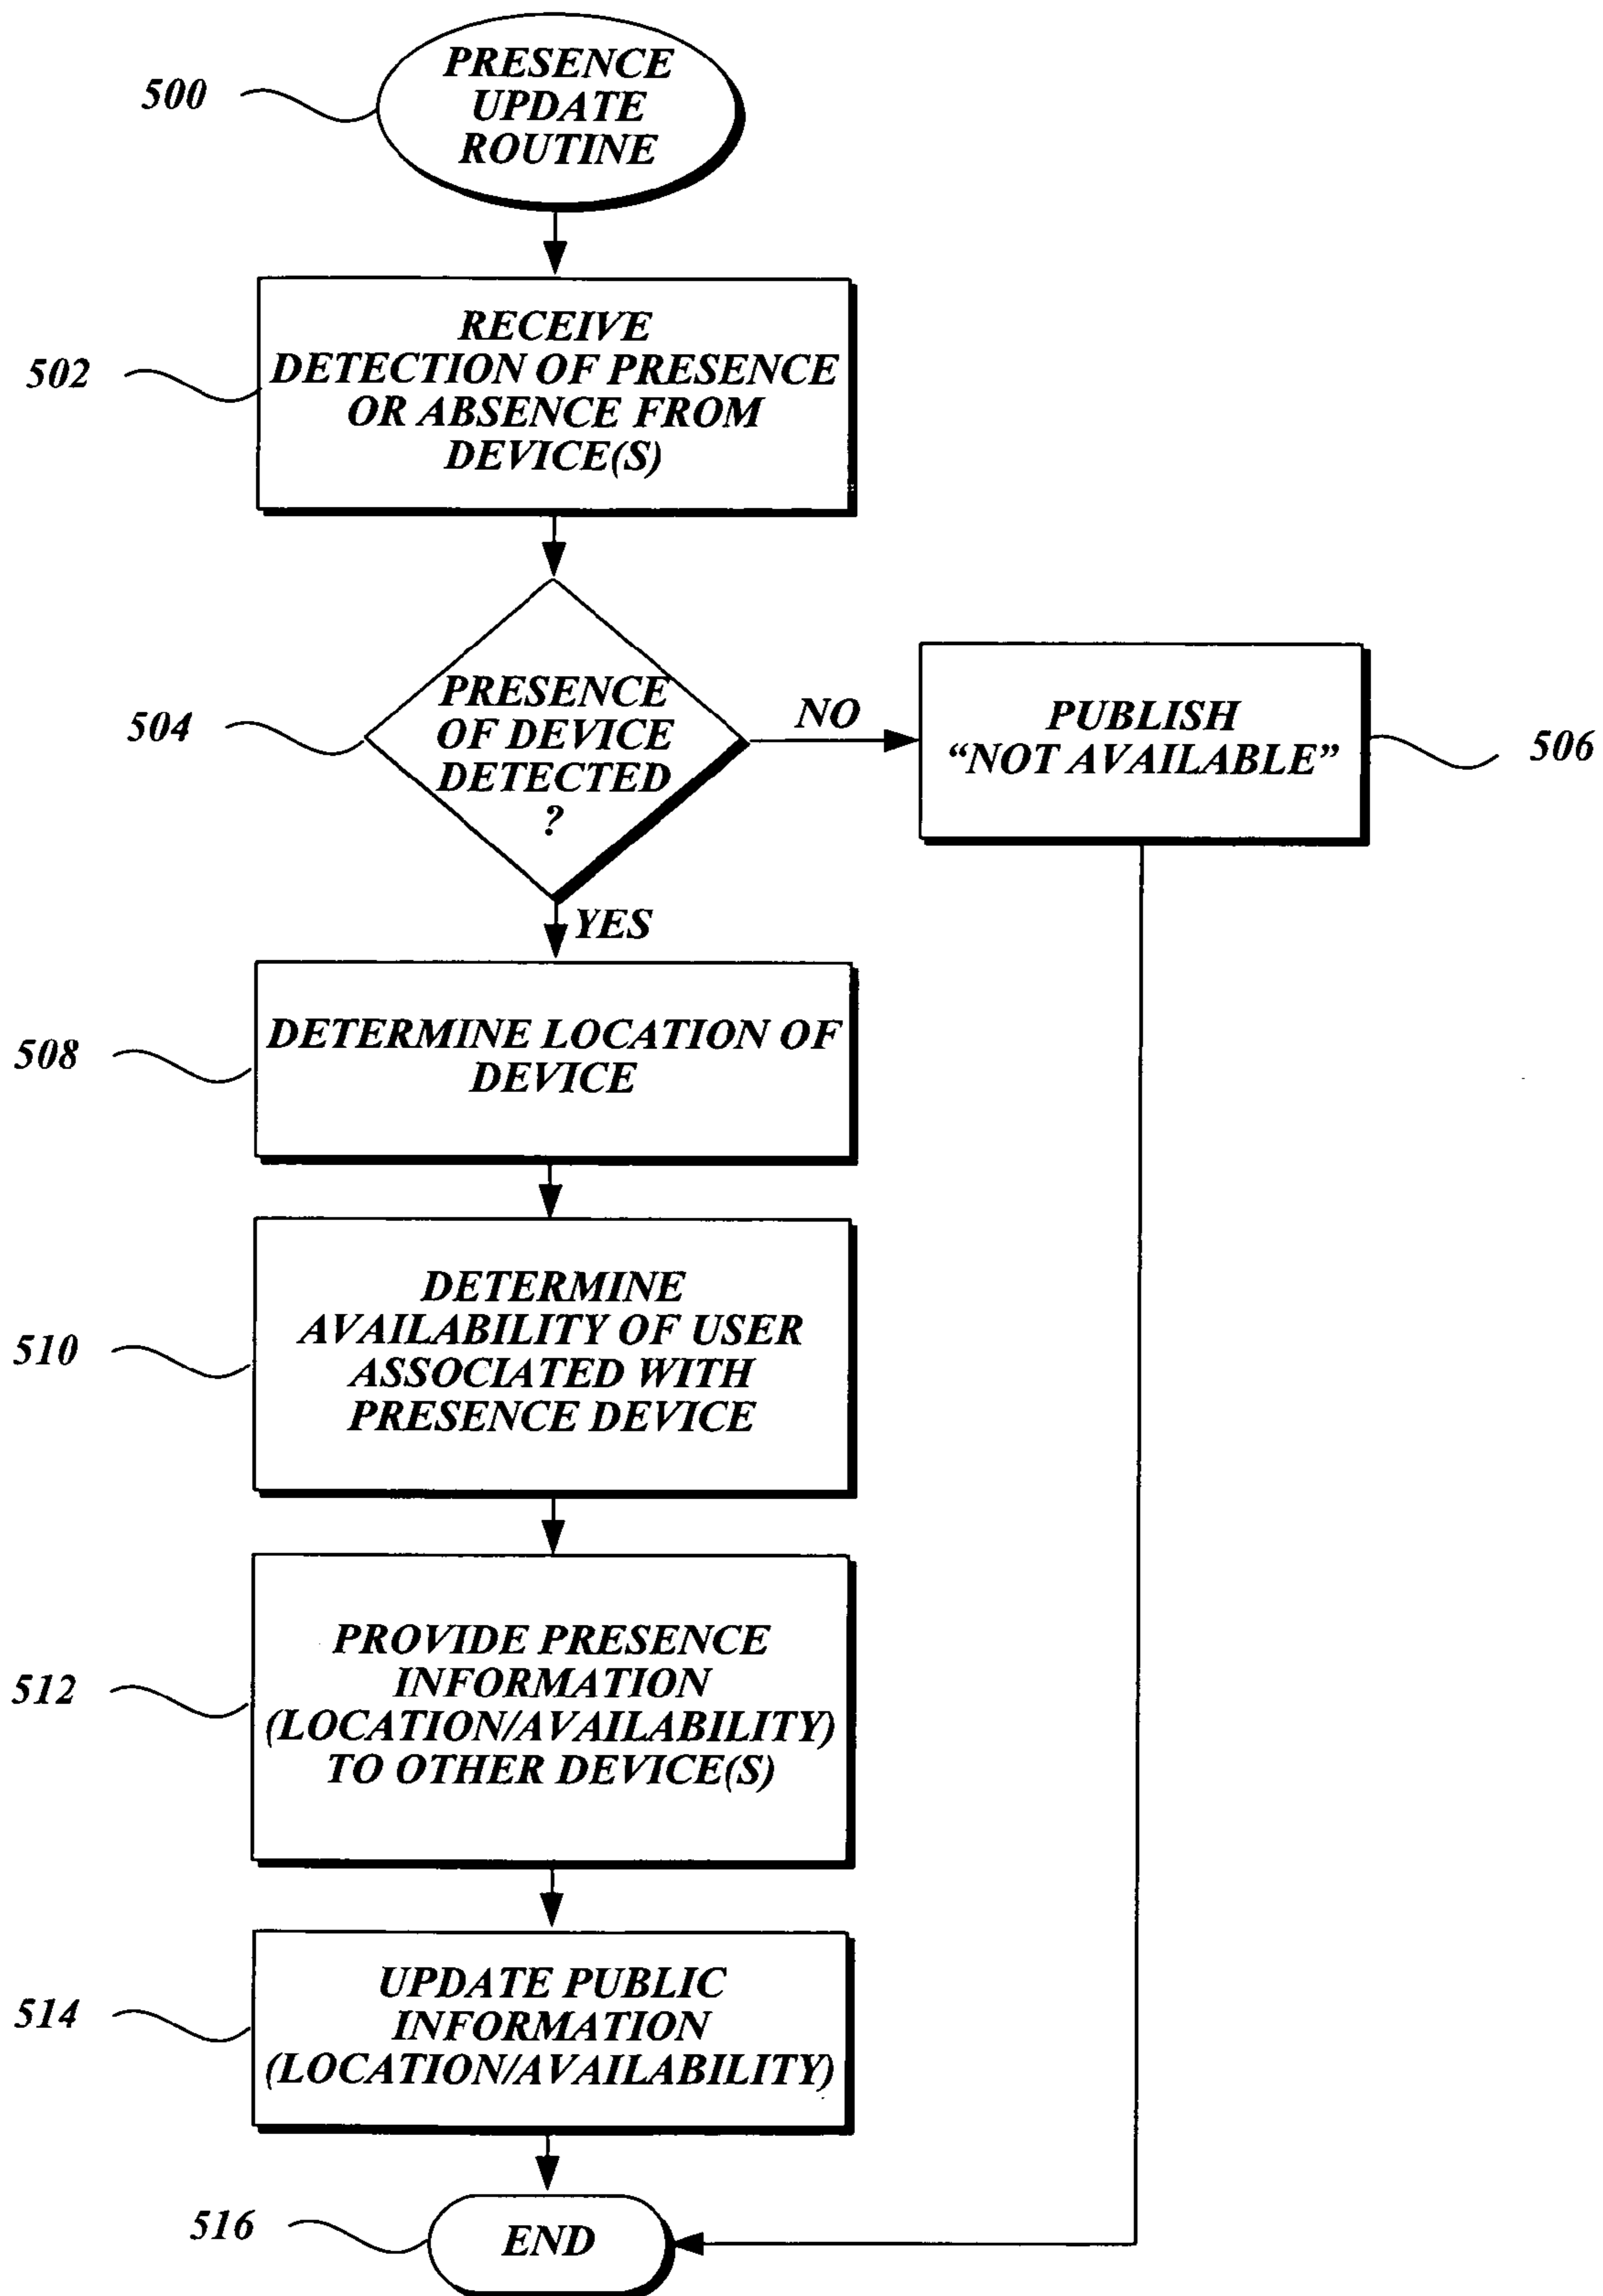 PRESENCE
UPDATE
ROUTINE
500
RECEIVE
DETECTION OF PRESENCE
OR ABSENCE FROM
DEVICE(S)
502
PRESENCE
OF DEVICE
DETECTED
?
504
NO
PUBLISH
“NOT AVAILABLE”
506
YES
DETERMINE LOCATION OF
DEVICE
508
DETERMINE
AVAILABILITY OF USER
ASSOCIATED WITH
PRESENCE DEVICE
510
PROVIDE PRESENCE
INFORMATION
(LOCATION/AVAILABILITY)
TO OTHER DEVICE(S)
512
UPDATE PUBLIC
INFORMATION
(LOCATION/AVAILABILITY)
514
END
516